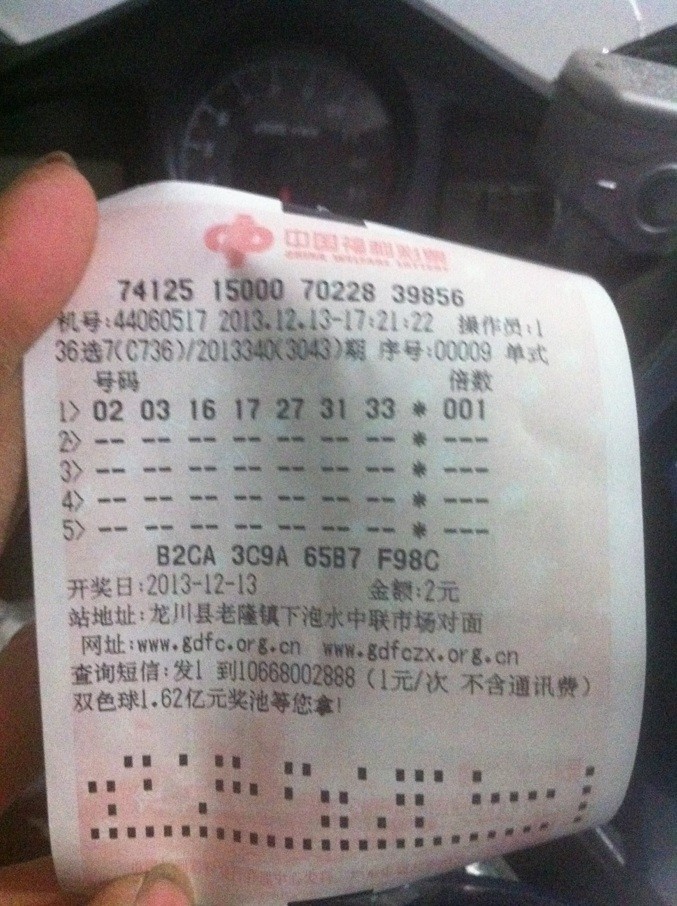 中国福利彩票
CHINA WELFARE LOTTERY
74125 15000 70228 39856
机号:44060517 2013.12.13-17:21:22 操作员:1
36选7(C736)/2013340(3043)期 序号:00009 单式
号码 倍数
1> 02 03 16 17 27 31 33 * 001
2> -- -- -- -- -- -- -- * ---
3> -- -- -- -- -- -- -- * ---
4> -- -- -- -- -- -- -- * ---
5> -- -- -- -- -- -- -- * ---
B2CA 3C9A 65B7 F98C
开奖日:2013-12-13 金额:2元
站地址:龙川县老隆镇下泡水中联市场对面
网址:www.gdfc.org.cn www.gdfczx.org.cn
查询短信:发1 到10668002888(1元/次 不含通讯费)
双色球1.62亿元奖池等您拿!